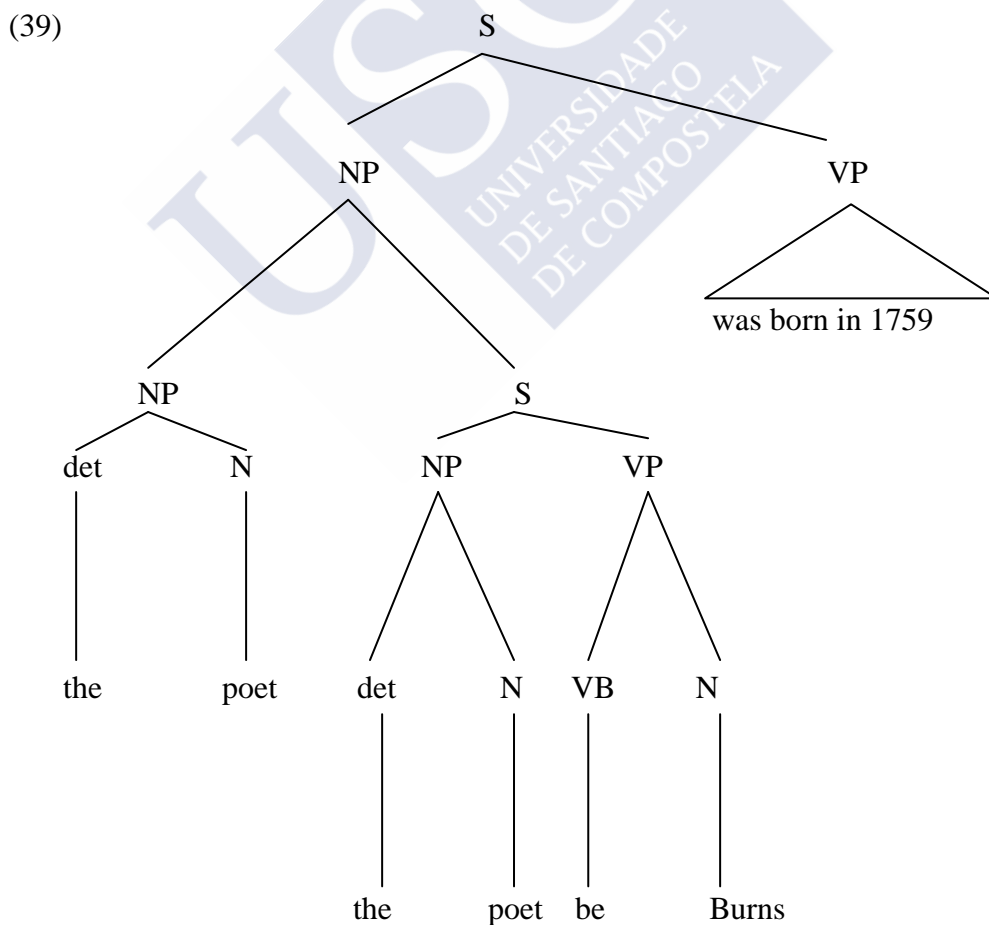 (39)
S
NP VP
was born in 1759
NP S
det N NP VP
the poet det N VB N
the poet be Burns
USC
UNIVERSIDADE
DE SANTIAGO
DE COMPOSTELA